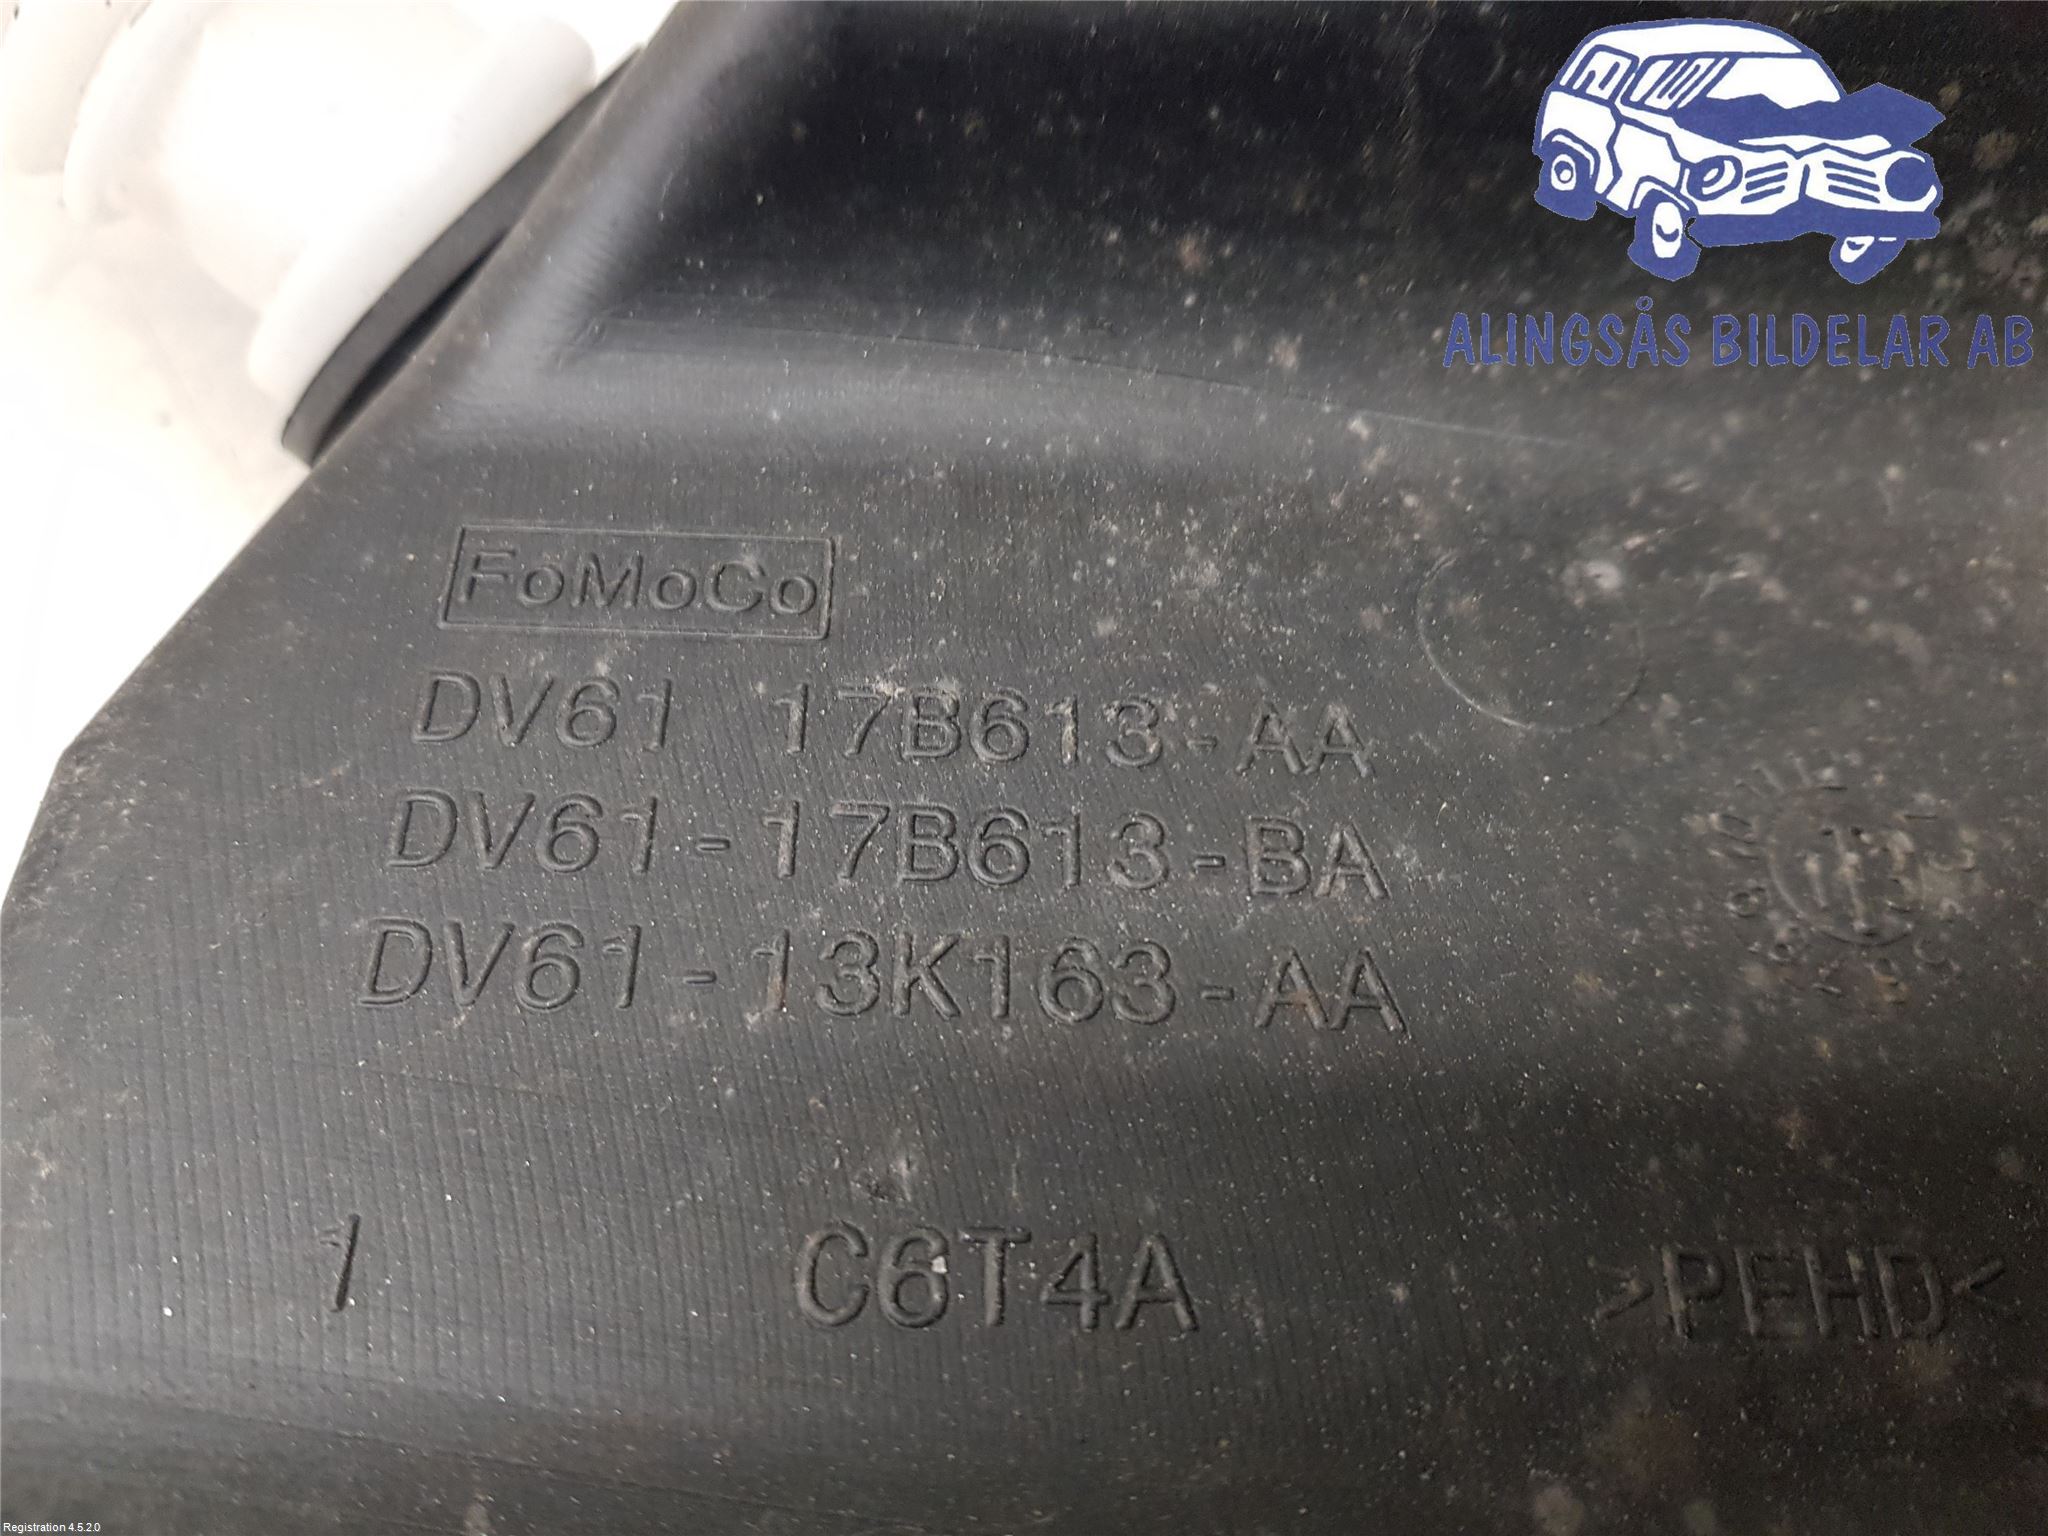 ALINGSÅS BILDELAR AB
FoMoCo
DV61 17B613-AA
DV61-17B613-BA
DV61-13K163-AA
1 C6T4A >PEHD<
Registration 4.5.2.0